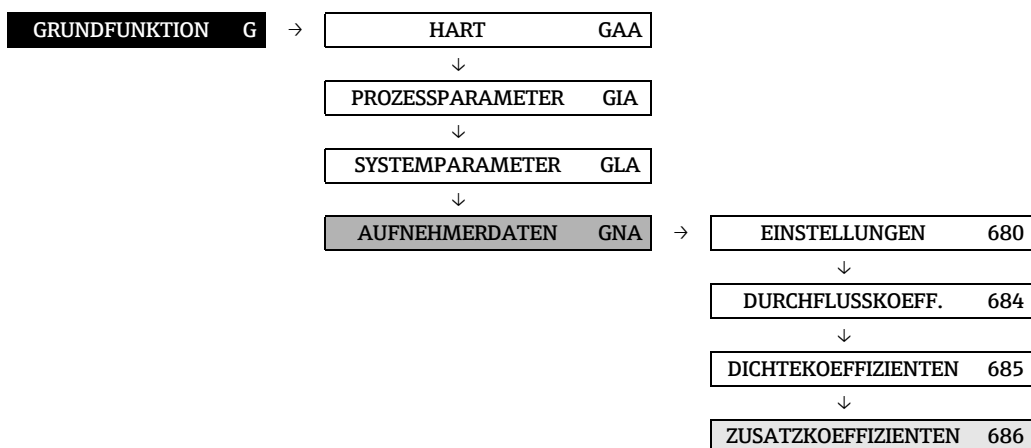 GRUNDFUNKTION G → HART GAA
↓
PROZESSPARAMETER GIA
↓
SYSTEMPARAMETER GLA
↓
AUFNEHMERDATEN GNA → EINSTELLUNGEN 680
↓
DURCHFLUSSKOEFF. 684
↓
DICHTEKOEFFIZIENTEN 685
↓
ZUSATZKOEFFIZIENTEN 686